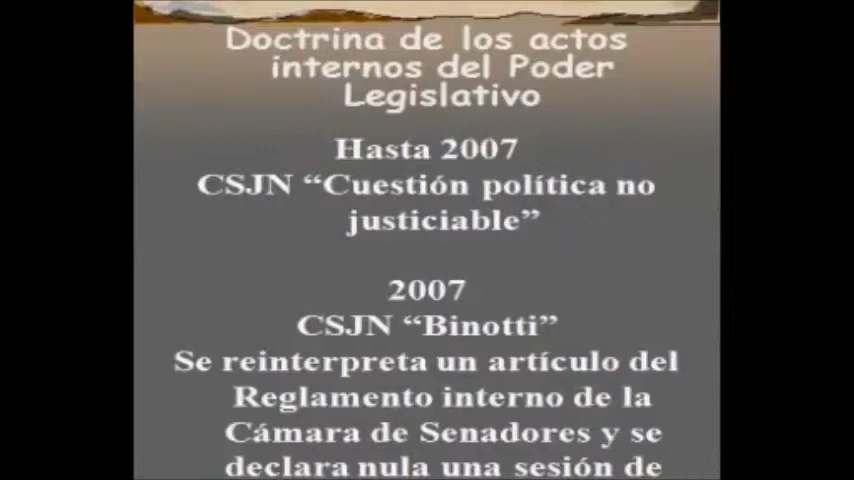 Doctrina de los actos
internos del Poder
Legislativo
Hasta 2007
CSJN “Cuestión política no
justiciable”
2007
CSJN “Binotti”
Se reinterpreta un artículo del
Reglamento interno de la
Cámara de Senadores y se
declara nula una sesión de